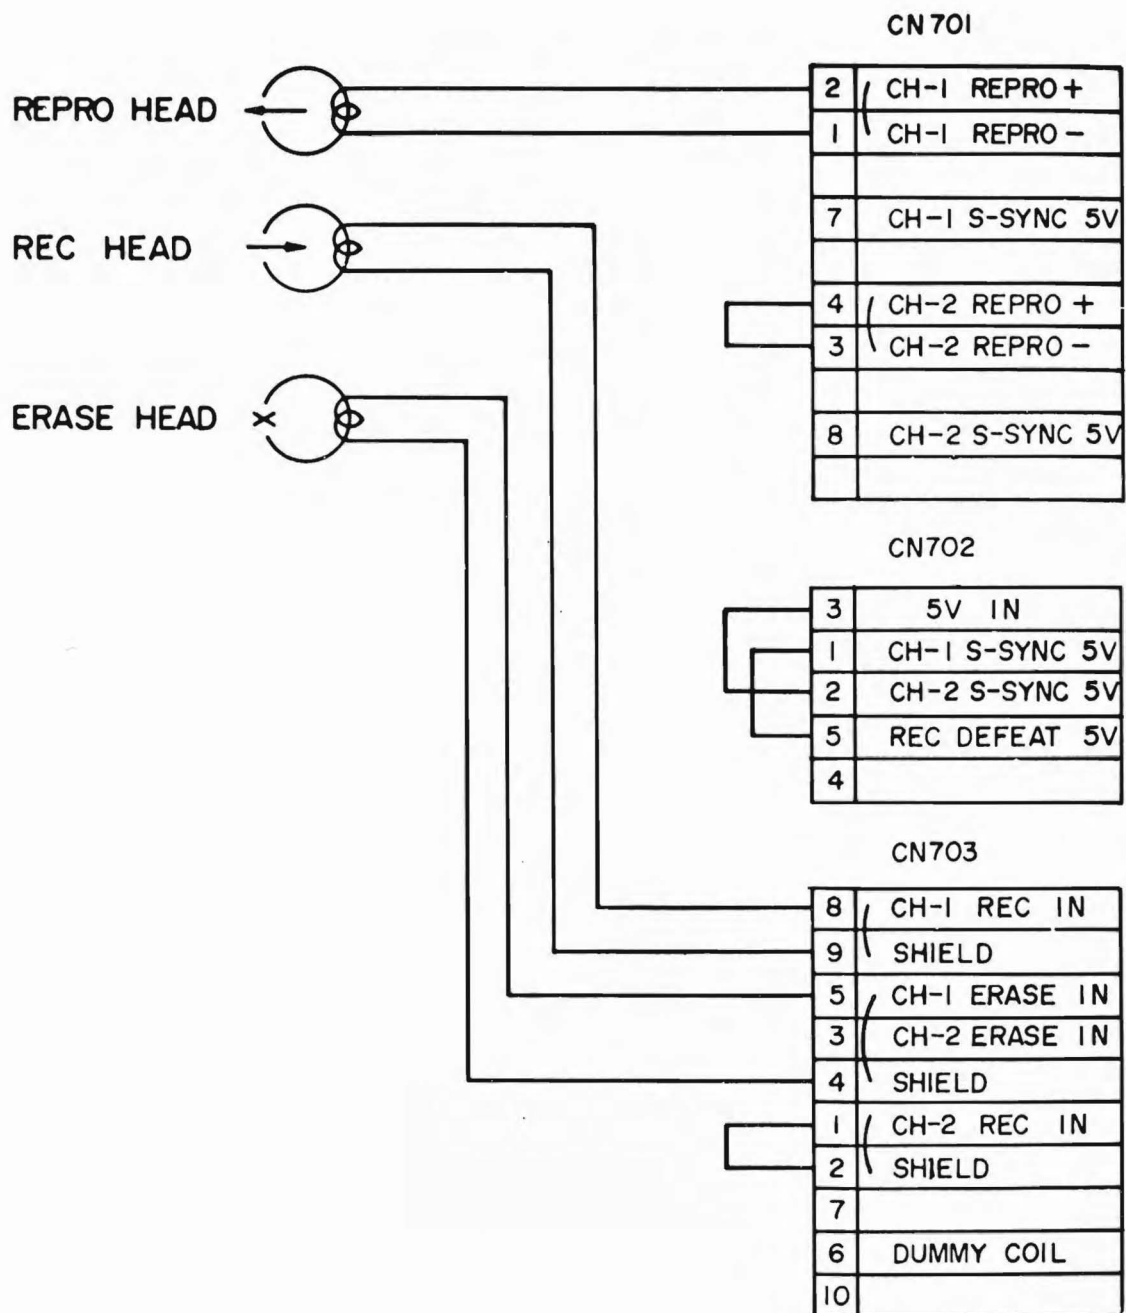 CN701
REPRO HEAD
2 CH-1 REPRO+
1 CH-1 REPRO-
7 CH-1 S-SYNC 5V
REC HEAD
4 CH-2 REPRO+
3 CH-2 REPRO-
ERASE HEAD
8 CH-2 S-SYNC 5V
CN702
3 5V IN
1 CH-1 S-SYNC 5V
2 CH-2 S-SYNC 5V
5 REC DEFEAT 5V
4
CN703
8 CH-1 REC IN
9 SHIELD
5 CH-1 ERASE IN
3 CH-2 ERASE IN
4 SHIELD
1 CH-2 REC IN
2 SHIELD
7
6 DUMMY COIL
10